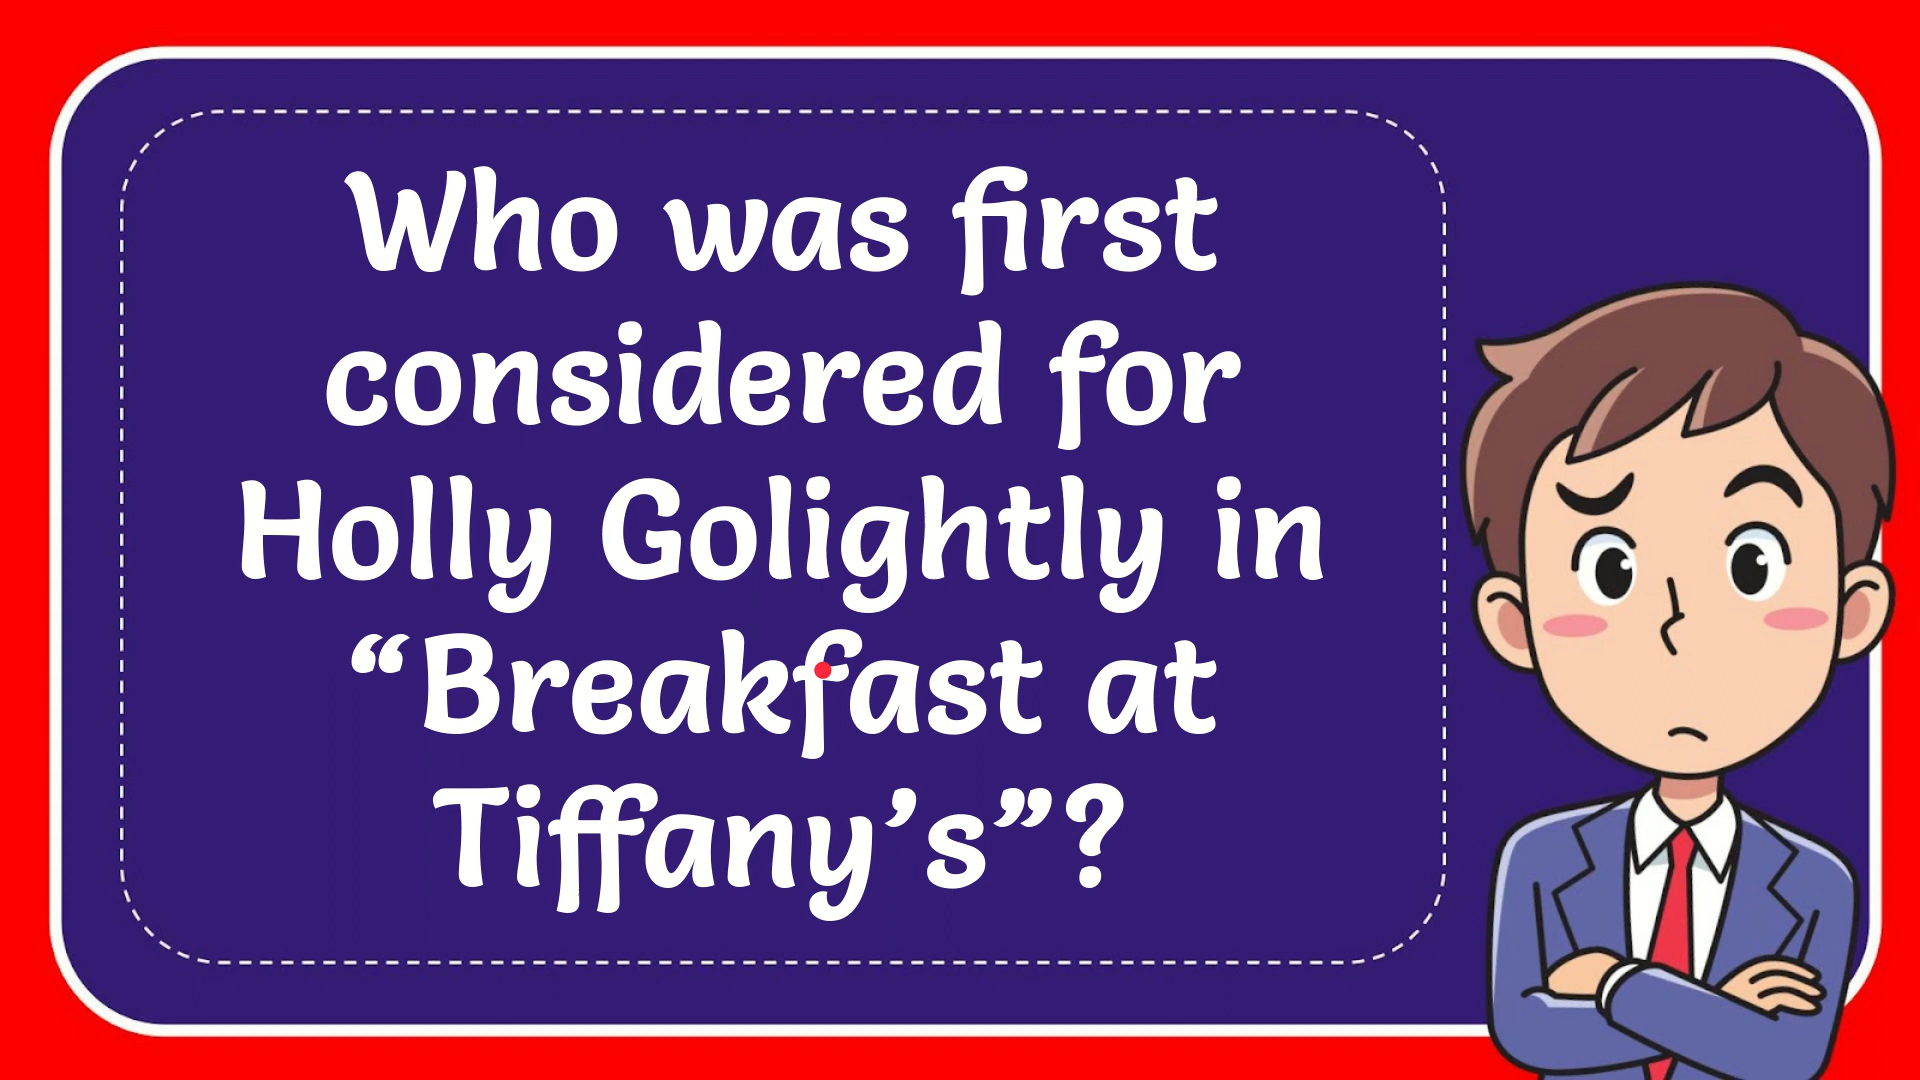 Who was first
considered for
Holly Golightly in
“Breakfast at
Tiffany’s”?